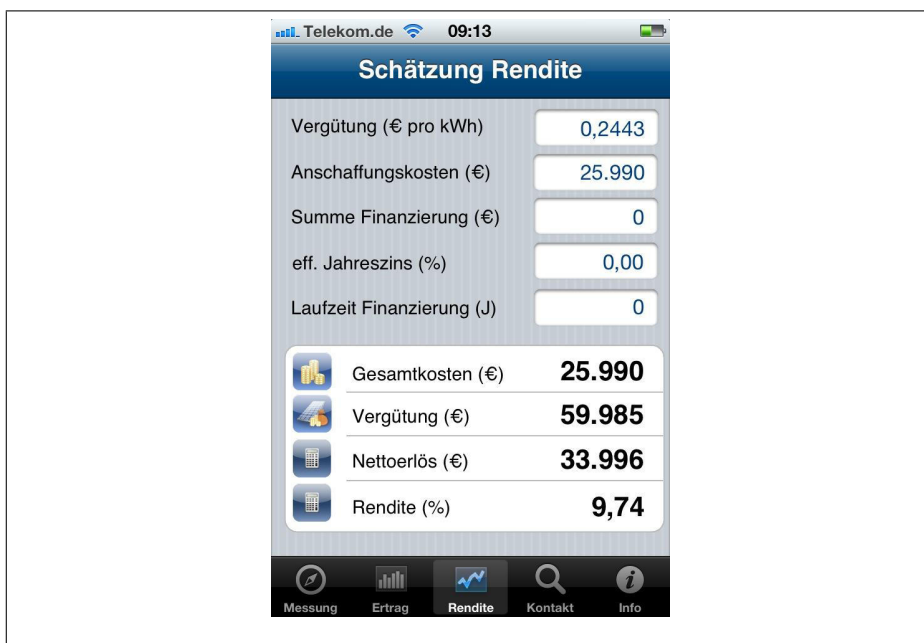 Telekom.de 09:13
Schätzung Rendite
Vergütung (€ pro kWh) 0,2443
Anschaffungskosten (€) 25.990
Summe Finanzierung (€) 0
eff. Jahreszins (%) 0,00
Laufzeit Finanzierung (J) 0
Gesamtkosten (€) 25.990
Vergütung (€) 59.985
Nettoerlös (€) 33.996
Rendite (%) 9,74
Messung Ertrag Rendite Kontakt Info